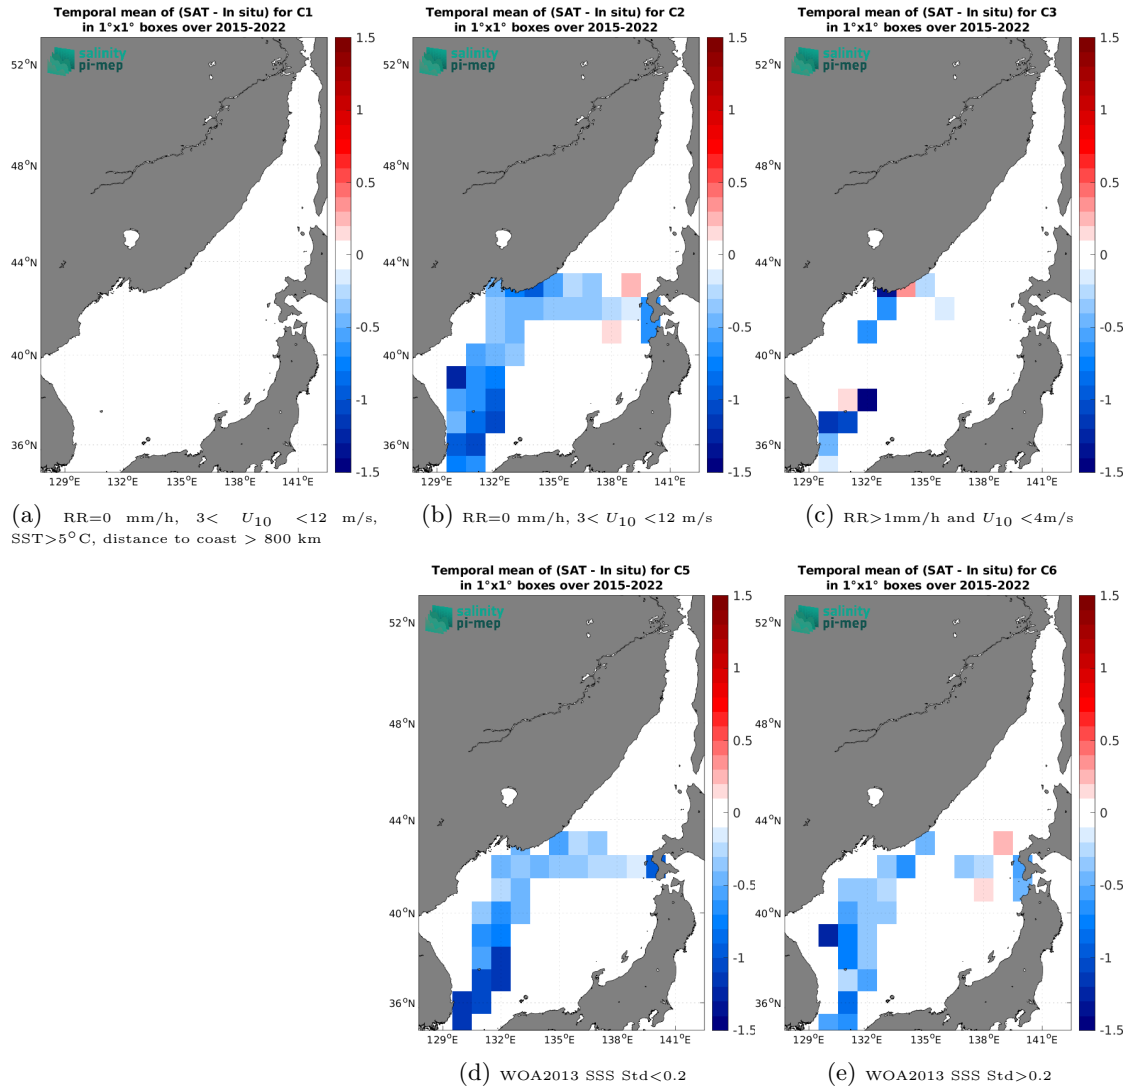 Temporal mean of (SAT - In situ) for C1
in 1°x1° boxes over 2015-2022
salinity
pi-mep
52°N
48°N
44°N
40°N
36°N
129°E
132°E
135°E
138°E
141°E
1.5
1
0.5
0
-0.5
-1
-1.5
(a) RR=0 mm/h, 3< U10 <12 m/s,
SST>5°C, distance to coast > 800 km
Temporal mean of (SAT - In situ) for C2
in 1°x1° boxes over 2015-2022
salinity
pi-mep
52°N
48°N
44°N
40°N
36°N
129°E
132°E
135°E
138°E
141°E
1.5
1
0.5
0
-0.5
-1
-1.5
(b) RR=0 mm/h, 3< U10 <12 m/s
Temporal mean of (SAT - In situ) for C3
in 1°x1° boxes over 2015-2022
salinity
pi-mep
52°N
48°N
44°N
40°N
36°N
129°E
132°E
135°E
138°E
141°E
1.5
1
0.5
0
-0.5
-1
-1.5
(c) RR>1mm/h and U10 <4m/s
Temporal mean of (SAT - In situ) for C5
in 1°x1° boxes over 2015-2022
salinity
pi-mep
52°N
48°N
44°N
40°N
36°N
129°E
132°E
135°E
138°E
141°E
1.5
1
0.5
0
-0.5
-1
-1.5
(d) WOA2013 SSS Std<0.2
Temporal mean of (SAT - In situ) for C6
in 1°x1° boxes over 2015-2022
salinity
pi-mep
52°N
48°N
44°N
40°N
36°N
129°E
132°E
135°E
138°E
141°E
1.5
1
0.5
0
-0.5
-1
-1.5
(e) WOA2013 SSS Std>0.2